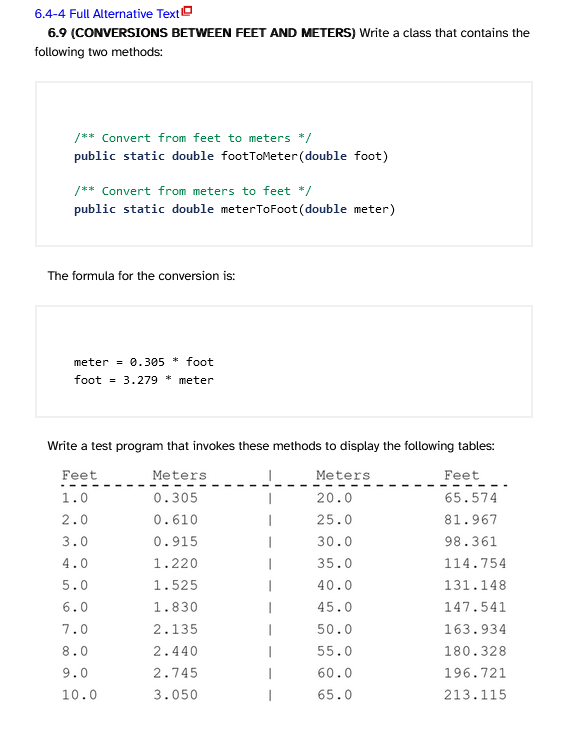 6.4-4 Full Alternative Text
6.9 (CONVERSIONS BETWEEN FEET AND METERS) Write a class that contains the
following two methods:
/** Convert from feet to meters */
public static double footToMeter(double foot)
/** Convert from meters to feet */
public static double meterToFoot(double meter)
The formula for the conversion is:
meter = 0.305 * foot
foot = 3.279 * meter
Write a test program that invokes these methods to display the following tables:
Feet Meters | Meters Feet
1.0 0.305 | 20.0 65.574
2.0 0.610 | 25.0 81.967
3.0 0.915 | 30.0 98.361
4.0 1.220 | 35.0 114.754
5.0 1.525 | 40.0 131.148
6.0 1.830 | 45.0 147.541
7.0 2.135 | 50.0 163.934
8.0 2.440 | 55.0 180.328
9.0 2.745 | 60.0 196.721
10.0 3.050 | 65.0 213.115